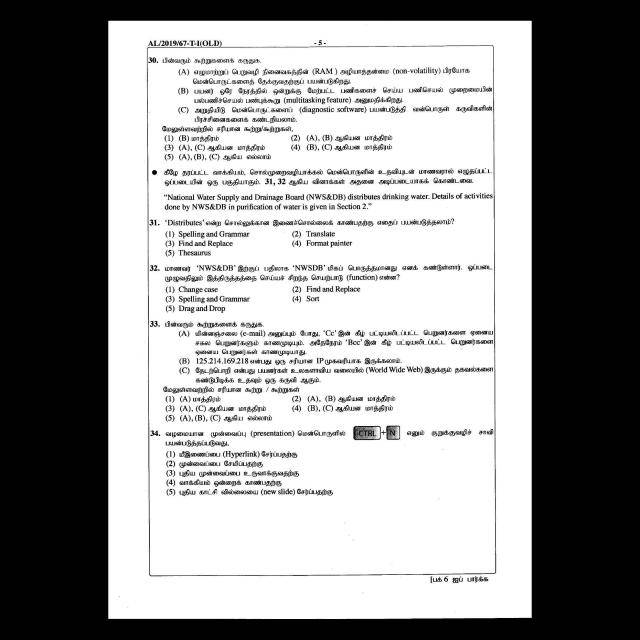 AL/2019/67-T-I(OLD)
- 5 -
30. பின்வரும் கூற்றுகளைக் கருதுக.
(A) எழுமாற்றுப் பெறுவழி நினைவகத்தின் (RAM) அழியாத்தன்மை (non-volatility) பிரயோக
மென்பொருட்களைத் தேக்குவதற்குப் பயன்படுகிறது.
(B) பயனர் ஒரே நேரத்தில் ஒன்றுக்கு மேற்பட்ட பணிகளைச் செய்ய பணிசெயல் முறைமையின்
பல்பணிச்செயல் பண்புக்கூறு (multitasking feature) அனுமதிக்கிறது.
(C) அறுதியிடு மென்பொருட்களைப் (diagnostic software) பயன்படுத்தி வன்பொருள் கருவிகளின்
பிரச்சினைகளைக் கண்டறியலாம்.
மேலுள்ளவற்றில் சரியான கூற்று/கூற்றுகள்,
(1) (B) மாத்திரம் (2) (A), (B) ஆகியன மாத்திரம்
(3) (A), (C) ஆகியன மாத்திரம் (4) (B), (C) ஆகியன மாத்திரம்
(5) (A), (B), (C) ஆகிய எல்லாம்
● கீழே தரப்பட்ட வாக்கியம், சொல்முறைவழியாக்கல் மென்பொருளின் உதவியுடன் மாணவரால் எழுதப்பட்ட
ஒப்படையின் ஒரு பகுதியாகும். 31, 32 ஆகிய வினாக்கள் அதனை அடிப்படையாகக் கொண்டவை.
"National Water Supply and Drainage Board (NWS&DB) distributes drinking water. Details of activities
done by NWS&DB in purification of water is given in Section 2."
31. 'Distributes' என்ற சொல்லுக்கான இணைச்சொல்லைக் காண்பதற்கு எதைப் பயன்படுத்தலாம்?
(1) Spelling and Grammar (2) Translate
(3) Find and Replace (4) Format painter
(5) Thesaurus
32. மாணவர் 'NWS&DB' இற்குப் பதிலாக 'NWSDB' மிகப் பொருத்தமானது எனக் கண்டுள்ளார். ஒப்படை
முழுவதிலும் இத்திருத்தத்தைச் செய்யச் சிறந்த செயற்பாடு (function) என்ன?
(1) Change case (2) Find and Replace
(3) Spelling and Grammar (4) Sort
(5) Drag and Drop
33. பின்வரும் கூற்றுகளைக் கருதுக.
(A) மின்னஞ்சலை (e-mail) அனுப்பும் போது, 'Cc' இன் கீழ் பட்டியலிடப்பட்ட பெறுனர்களை ஏனைய
சகல பெறுனர்களும் காணமுடியும். அதேநேரம் 'Bcc' இன் கீழ் பட்டியலிடப்பட்ட பெறுனர்களை
ஏனைய பெறுனர்கள் காணமுடியாது.
(B) 125.214.169.218 என்பது ஒரு சரியான IP முகவரியாக இருக்கலாம்.
(C) தேடற்பொறி என்பது பயனர்கள் உலகளாவிய வலையில் (World Wide Web) இருக்கும் தகவல்களை
கண்டுபிடிக்க உதவும் ஒரு கருவி ஆகும்.
மேலுள்ளவற்றில் சரியான கூற்று / கூற்றுகள்
(1) (A) மாத்திரம் (2) (A), (B) ஆகியன மாத்திரம்
(3) (A), (C) ஆகியன மாத்திரம் (4) (B), (C) ஆகியன மாத்திரம்
(5) (A), (B), (C) ஆகிய எல்லாம்
34. வழமையான முன்வைப்பு (presentation) மென்பொருளில் CTRL + N எனும் குறுக்குவழிச் சாவி
பயன்படுத்தப்படுவது,
(1) மீஇணைப்பை (Hyperlink) சேர்ப்பதற்கு
(2) முன்வைப்பை சேமிப்பதற்கு
(3) புதிய முன்வைப்பை உருவாக்குவதற்கு
(4) வாக்கியம் ஒன்றைக் காண்பதற்கு
(5) புதிய காட்சி வில்லையை (new slide) சேர்ப்பதற்கு
[பக் 6 ஐப் பார்க்க